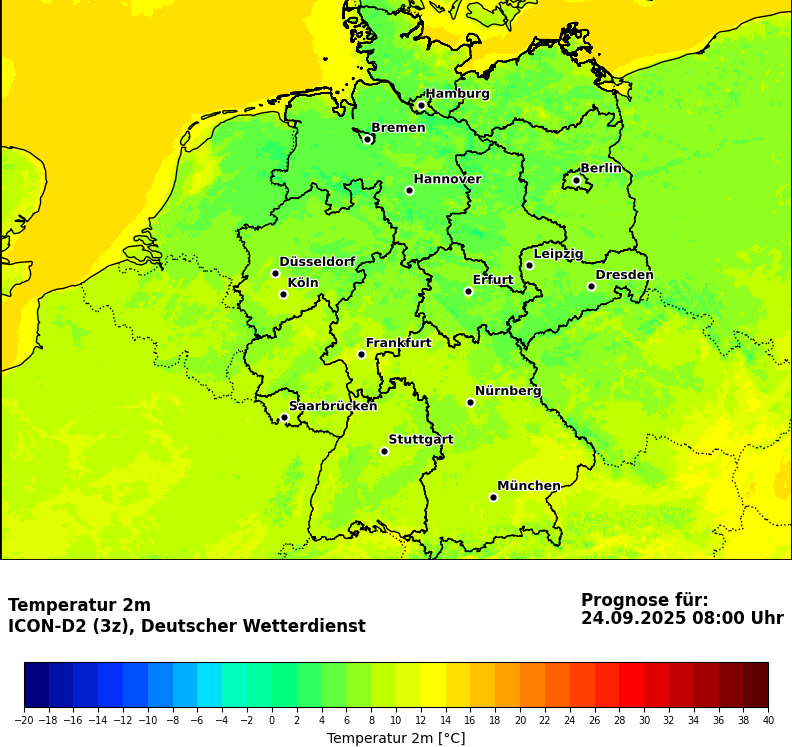 Hamburg
Bremen
Berlin
Hannover
Leipzig
Düsseldorf
Dresden
Köln
Erfurt
Frankfurt
Nürnberg
Saarbrücken
Stuttgart
München
Temperatur 2m
ICON-D2 (3z), Deutscher Wetterdienst
Prognose für:
24.09.2025 08:00 Uhr
−20 −18 −16 −14 −12 −10 −8 −6 −4 −2 0 2 4 6 8 10 12 14 16 18 20 22 24 26 28 30 32 34 36 38 40
Temperatur 2m [°C]